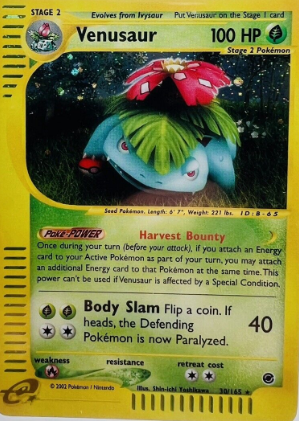 STAGE 2 Evolves from Ivysaur Put Venusaur on the Stage 1 card
Venusaur 100 HP
Stage 2 Pokémon
Seed Pokémon, Length: 6' 7", Weight: 221 lbs. ID: B-65
Poké-POWER Harvest Bounty
Once during your turn (before your attack), if you attach an Energy
card to your Active Pokémon as part of your turn, you may attach
an additional Energy card to that Pokémon at the same time. This
power can't be used if Venusaur is affected by a Special Condition.
Body Slam Flip a coin. If
heads, the Defending
Pokémon is now Paralyzed.
40
weakness resistance retreat cost
e ©2002 Pokémon / Nintendo Illus. Shin-ichi Yoshikawa 30/165 ★